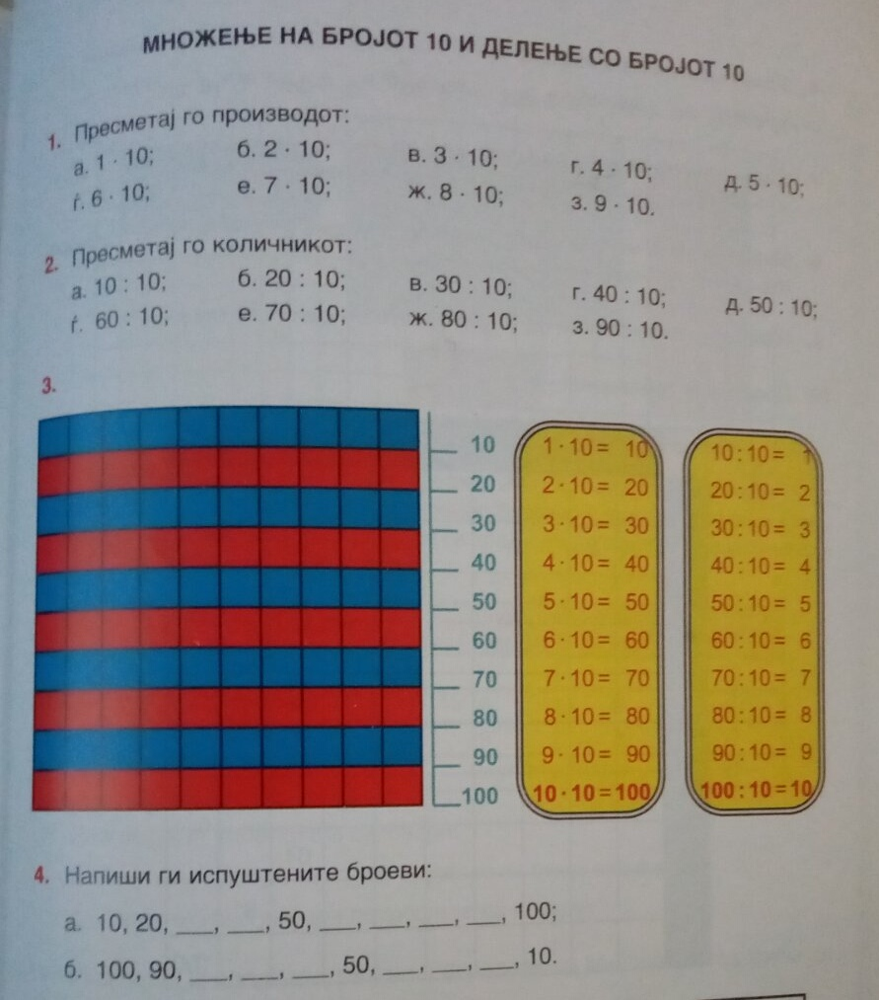 МНОЖЕЊЕ НА БРОЈОТ 10 И ДЕЛЕЊЕ СО БРОЈОТ 10
1. Пресметај го производот:
а. 1 · 10; б. 2 · 10; в. 3 · 10; г. 4 · 10; д. 5 · 10;
ѓ. 6 · 10; е. 7 · 10; ж. 8 · 10; з. 9 · 10.
2. Пресметај го количникот:
а. 10 : 10; б. 20 : 10; в. 30 : 10; г. 40 : 10; д. 50 : 10;
ѓ. 60 : 10; е. 70 : 10; ж. 80 : 10; з. 90 : 10.
3.
10 1 · 10 = 10 10 : 10 = 1
20 2 · 10 = 20 20 : 10 = 2
30 3 · 10 = 30 30 : 10 = 3
40 4 · 10 = 40 40 : 10 = 4
50 5 · 10 = 50 50 : 10 = 5
60 6 · 10 = 60 60 : 10 = 6
70 7 · 10 = 70 70 : 10 = 7
80 8 · 10 = 80 80 : 10 = 8
90 9 · 10 = 90 90 : 10 = 9
100 10 · 10 = 100 100 : 10 = 10
4. Напиши ги испуштените броеви:
а. 10, 20, ___, ___, 50, ___, ___, ___, ___, 100;
б. 100, 90, ___, ___, ___, 50, ___, ___, ___, 10.